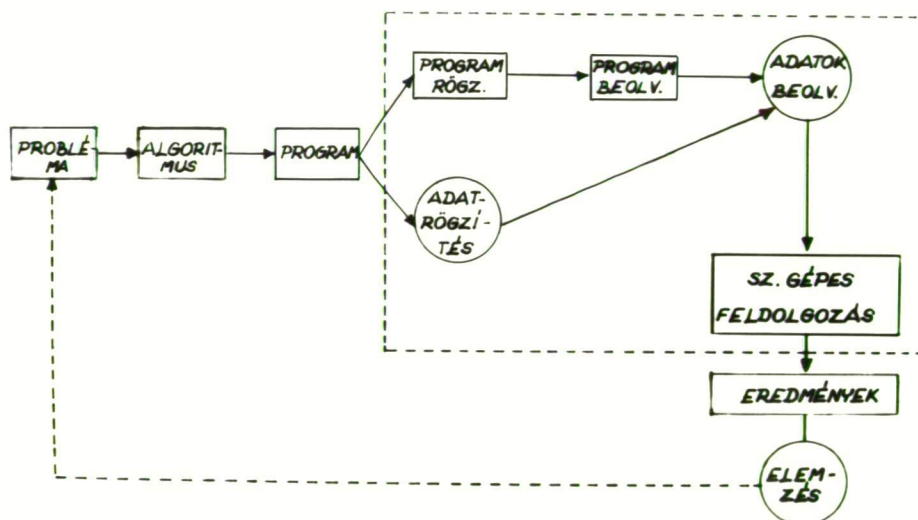 PROBLÉ-
MA
ALGORIT-
MUS
PROGRAM
PROGRAM
RÖGZ.
PROGRAM
BEOLV.
ADATOK
BEOLV.
ADAT-
RÖGZÍ-
TÉS
SZ. GÉPES
FELDOLGOZÁS
EREDMÉNYEK
ELEM-
ZÉS